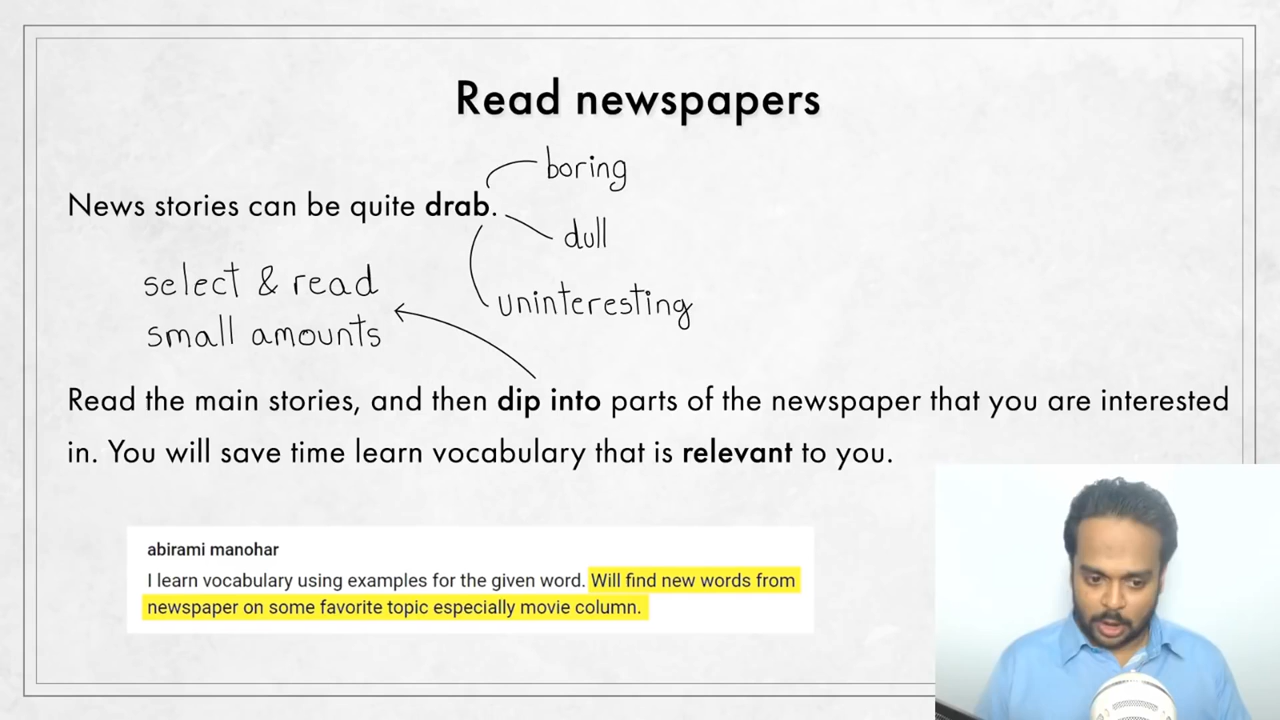 Read newspapers
boring
News stories can be quite drab.
dull
select & read
uninteresting
small amounts
Read the main stories, and then dip into parts of the newspaper that you are interested
in. You will save time learn vocabulary that is relevant to you.
abirami manohar
I learn vocabulary using examples for the given word. Will find new words from
newspaper on some favorite topic especially movie column.